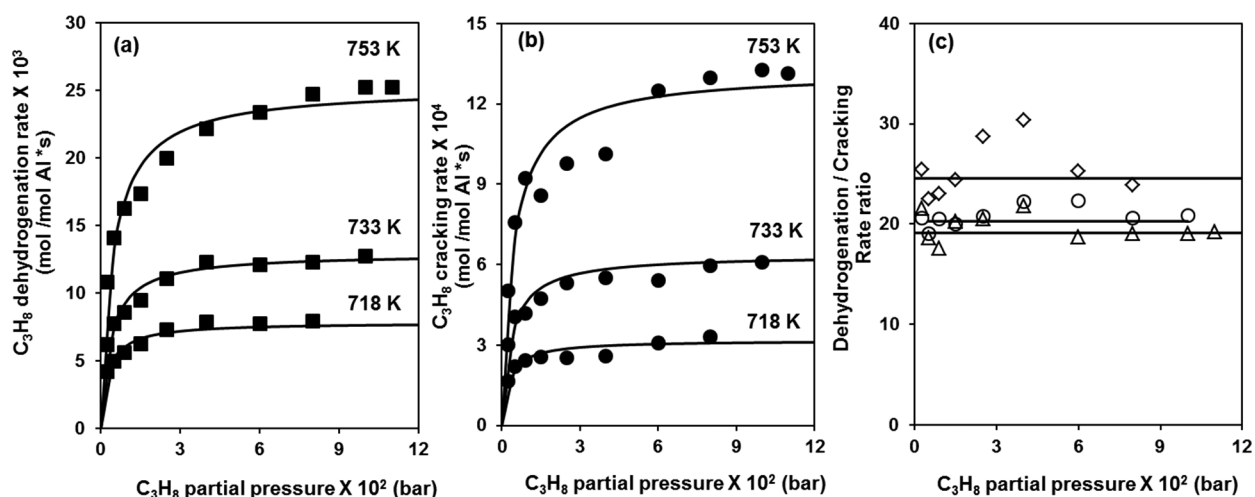 (a)
753 K
733 K
718 K
30
25
20
15
10
5
0
0 3 6 9 12
C₃H₈ dehydrogenation rate X 10³
(mol /mol Al *s)
C₃H₈ partial pressure X 10² (bar)
(b)
753 K
733 K
718 K
15
12
9
6
3
0
0 3 6 9 12
C₃H₈ cracking rate X 10⁴
(mol /mol Al *s)
C₃H₈ partial pressure X 10² (bar)
(c)
40
30
20
10
0
0 3 6 9 12
Dehydrogenation / Cracking
Rate ratio
C₃H₈ partial pressure X 10² (bar)